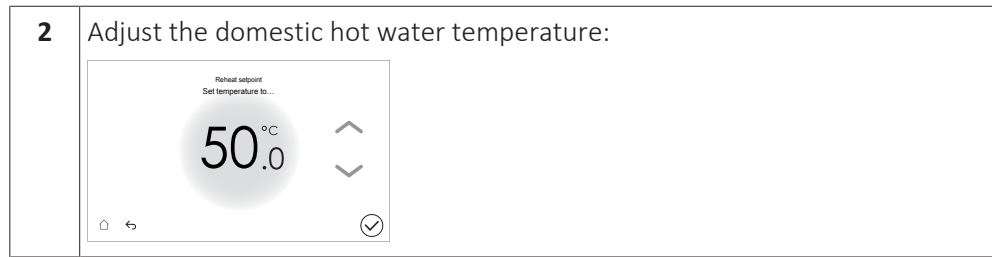 2
Adjust the domestic hot water temperature:
Reheat setpoint
Set temperature to...
50.0 °C